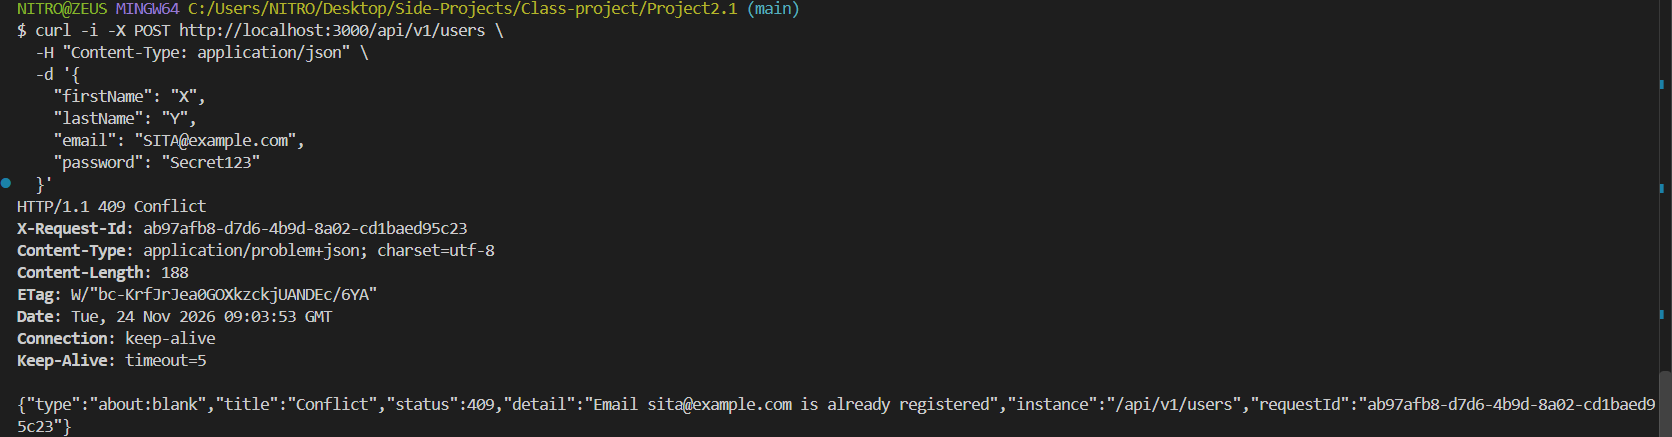 NITRO@ZEUS MINGW64 C:/Users/NITRO/Desktop/Side-Projects/Class-project/Project2.1 (main)
$ curl -i -X POST http://localhost:3000/api/v1/users \
  -H "Content-Type: application/json" \
  -d '{
    "firstName": "X",
    "lastName": "Y",
    "email": "SITA@example.com",
    "password": "Secret123"
  }'
HTTP/1.1 409 Conflict
X-Request-Id: ab97afb8-d7d6-4b9d-8a02-cd1baed95c23
Content-Type: application/problem+json; charset=utf-8
Content-Length: 188
ETag: W/"bc-KrfJrJea0GOXkzckjUANDEc/6YA"
Date: Tue, 24 Nov 2026 09:03:53 GMT
Connection: keep-alive
Keep-Alive: timeout=5

{"type":"about:blank","title":"Conflict","status":409,"detail":"Email sita@example.com is already registered","instance":"/api/v1/users","requestId":"ab97afb8-d7d6-4b9d-8a02-cd1baed9
5c23"}